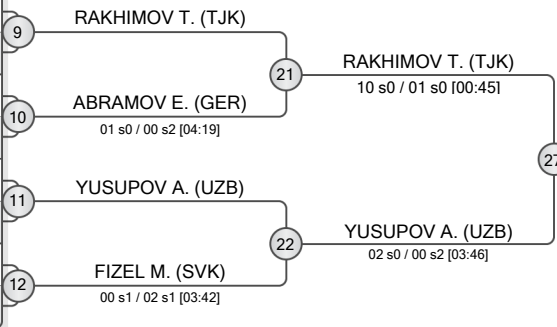 9
RAKHIMOV T. (TJK)
21
RAKHIMOV T. (TJK)
10 s0 / 01 s0 [00:45]
10
ABRAMOV E. (GER)
01 s0 / 00 s2 [04:19]
27
11
YUSUPOV A. (UZB)
22
YUSUPOV A. (UZB)
02 s0 / 00 s2 [03:46]
12
FIZEL M. (SVK)
00 s1 / 02 s1 [03:42]